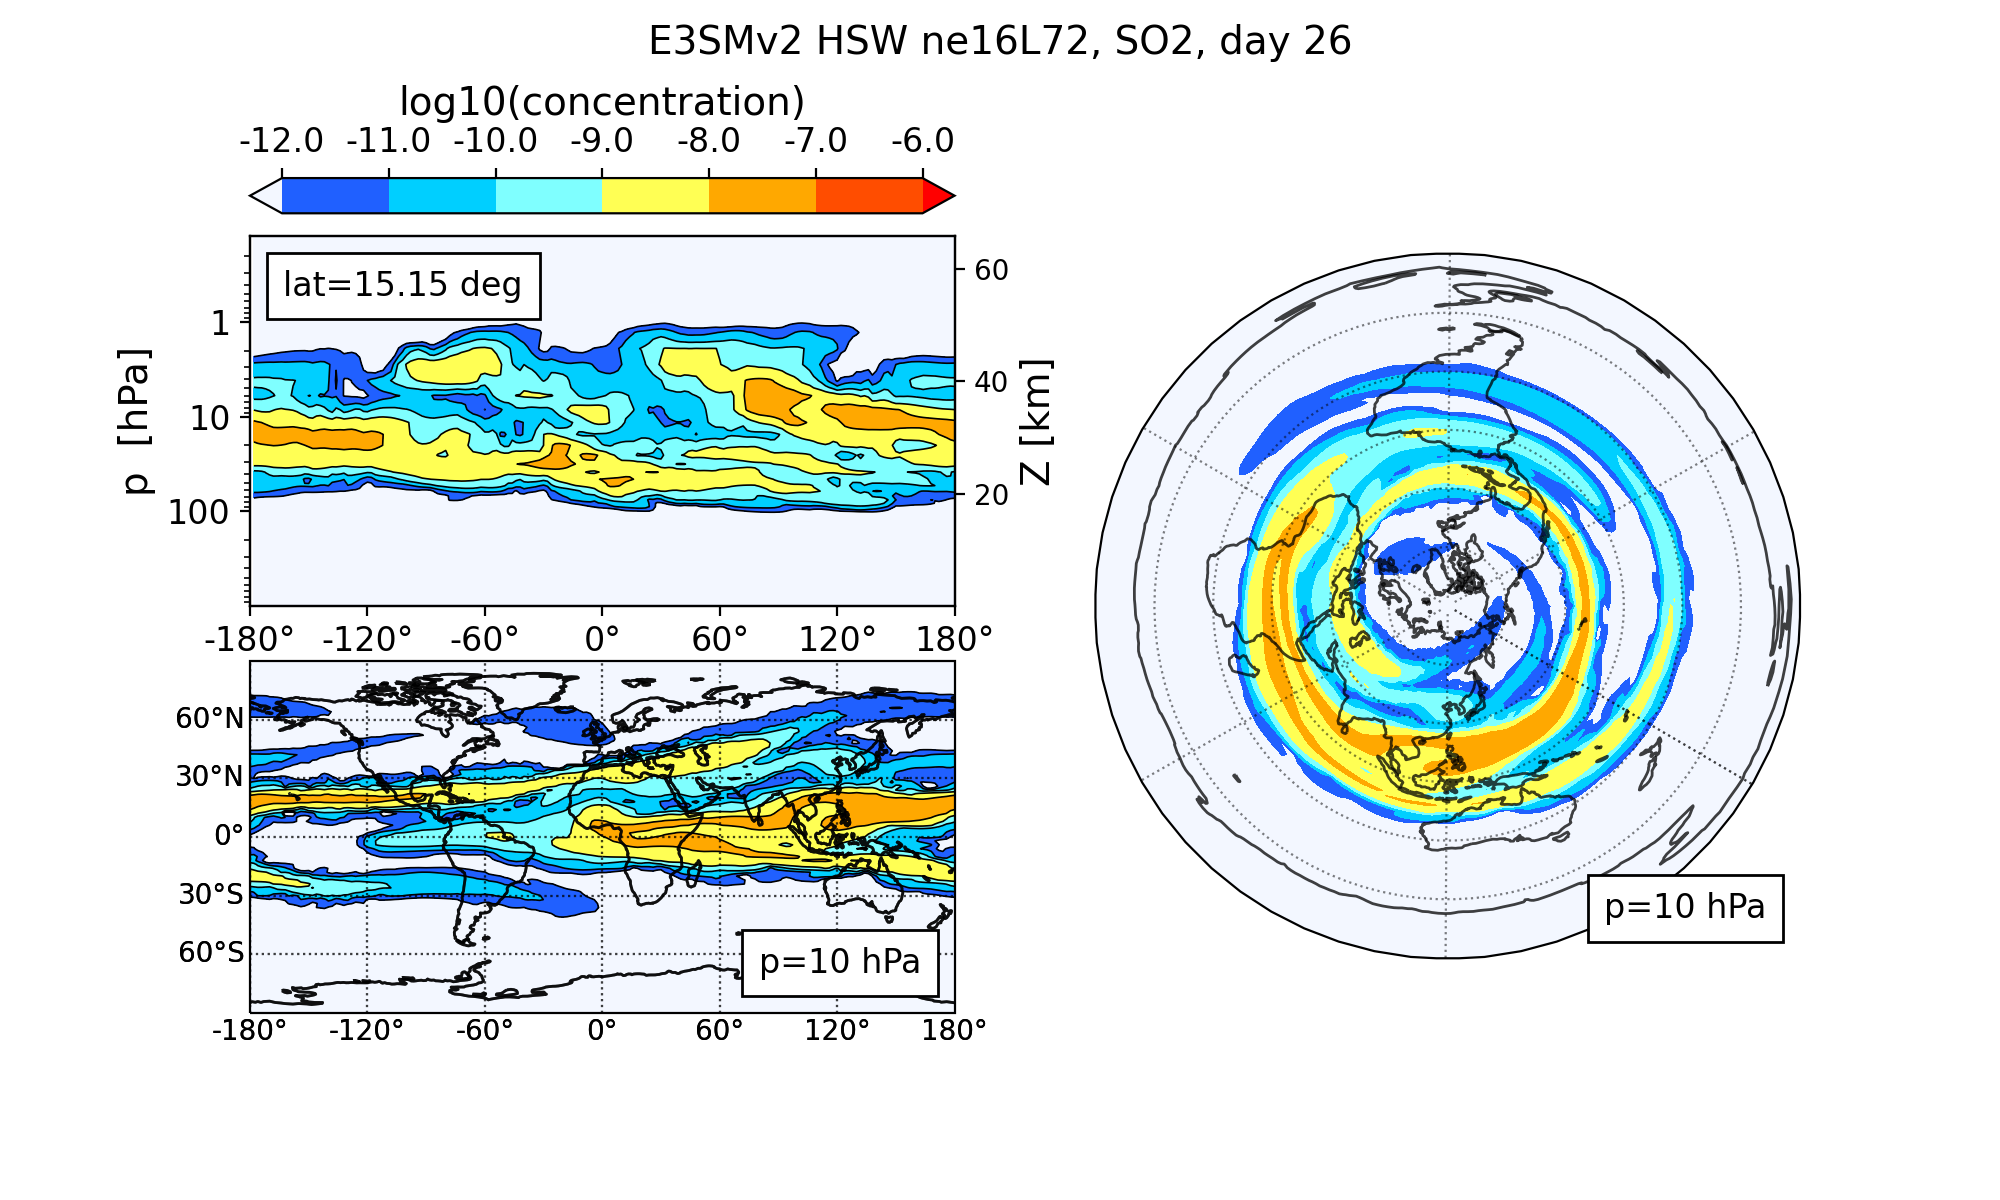 E3SMv2 HSW ne16L72, SO2, day 26
log10(concentration)
-12.0 -11.0 -10.0 -9.0 -8.0 -7.0 -6.0
lat=15.15 deg
p [hPa]
1
10
100
60
40
20
Z [km]
-180° -120° -60° 0° 60° 120° 180°
60°N
30°N
0°
30°S
60°S
p=10 hPa
-180° -120° -60° 0° 60° 120° 180°
p=10 hPa